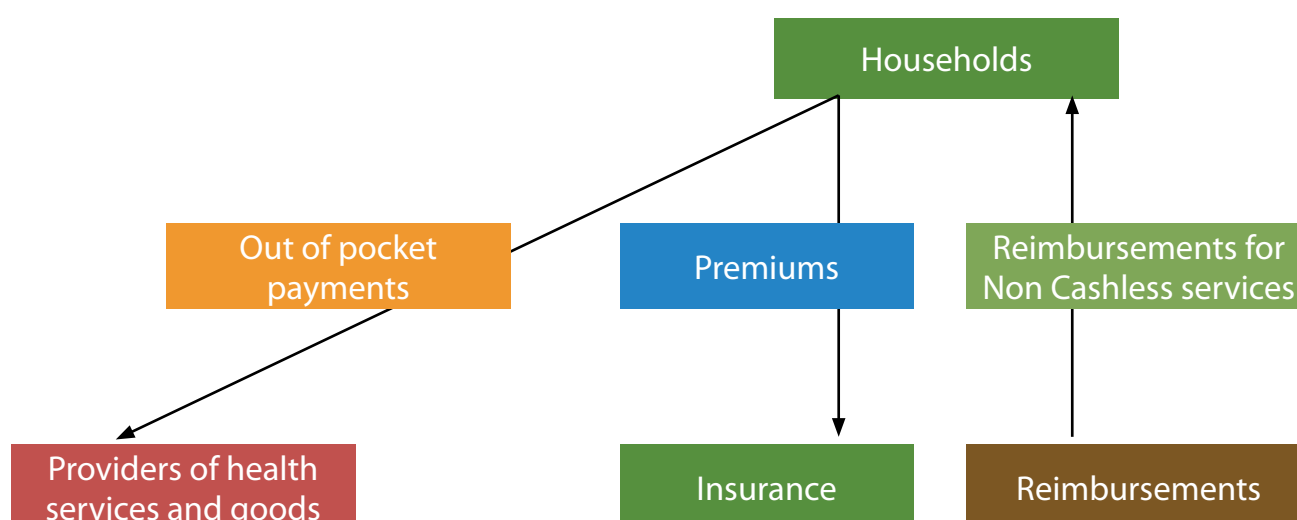 Households
Out of pocket
payments
Premiums
Reimbursements for
Non Cashless services
Providers of health
services and goods
Insurance
Reimbursements